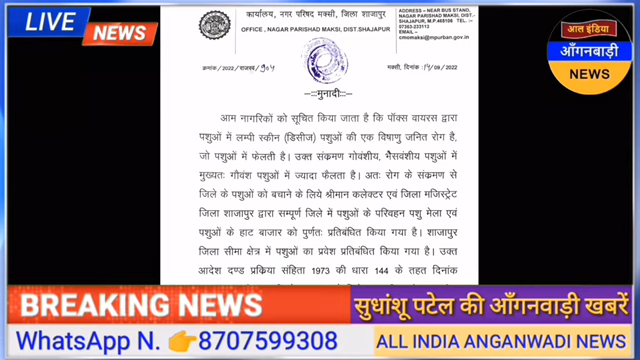 LIVE NEWS
कार्यालय, नगर परिषद मक्सी, जिला शाजापुर
OFFICE , NAGAR PARISHAD MAKSI, DIST.SHAJAPUR
ADDRESS – NEAR BUS STAND,
NAGAR PARISHAD MAKSI, DIST.-
SHAJAPUR, M.P.465106 TEL. NO.
07363-233112
EMAIL –
cmomaksi@mpurban.gov.in
आल इंडिया
आँगनबाड़ी
NEWS
क्रमांक /2022 /राजस्व/904
मक्सी, दिनांक 14/09 /2022
--:::मुनादी:::--
आम नागरिकों को सूचित किया जाता है कि पॉक्स वायरस द्वारा
पशुओं में लम्पी स्कीन (डिसीज) पशुओं की एक विषाणु जनित रोग है,
जो पशुओं में फेलती है। उक्त संक्रमण गोवंशीय, भैसवंशीय पशुओं में
मुख्यतः गौवंश पशुओं में ज्यादा फैलता है। अतः रोग के संक्रमण से
जिले के पशुओं को बचाने के लिये श्रीमान कलेक्टर एवं जिला मजिस्ट्रेट
जिला शाजापुर द्वारा सम्पूर्ण जिले में पशुओं के परिवहन पशु मेला एवं
पशुओं के हाट बाजार को पुर्णतः प्रतिबंधित किया गया है। शाजापुर
जिला सीमा क्षेत्र में पशुओं का प्रवेश प्रतिबंधित किया गया है। उक्त
आदेश दण्ड प्रक्रिया संहिता 1973 की धारा 144 के तहत दिनांक
BREAKING NEWS
सुधांशू पटेल की आँगनवाड़ी खबरें
WhatsApp N. 👉8707599308
ALL INDIA ANGANWADI NEWS